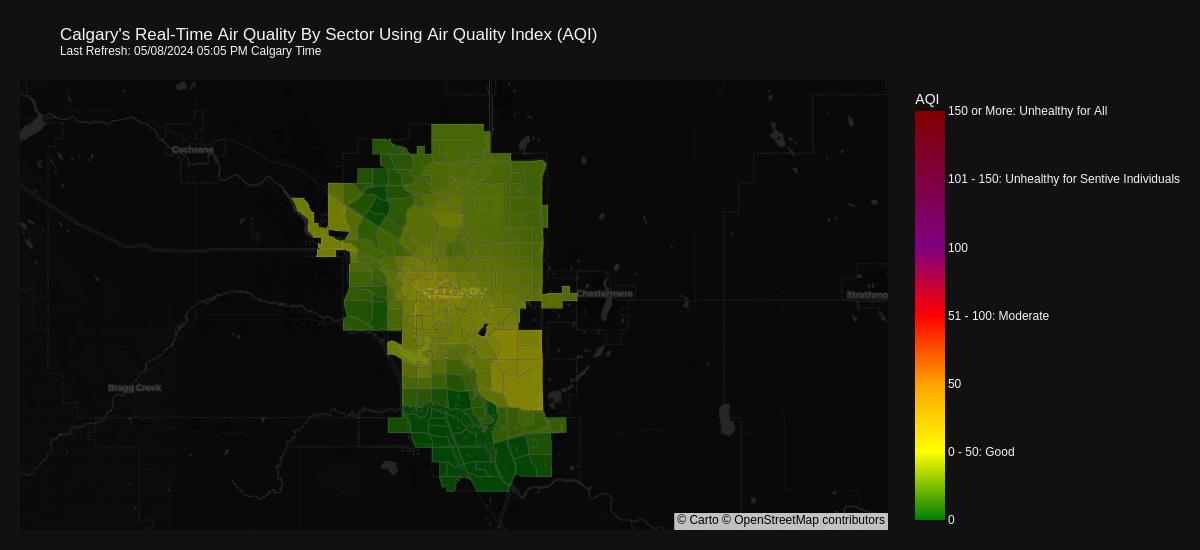 Calgary's Real-Time Air Quality By Sector Using Air Quality Index (AQI)
Last Refresh: 05/08/2024 05:05 PM Calgary Time
AQI
150 or More: Unhealthy for All
Cochrane
101 - 150: Unhealthy for Sentive Individuals
100
Chestermere
Strathmo
51 - 100: Moderate
Bragg Creek
50
0 - 50: Good
© Carto © OpenStreetMap contributors
0